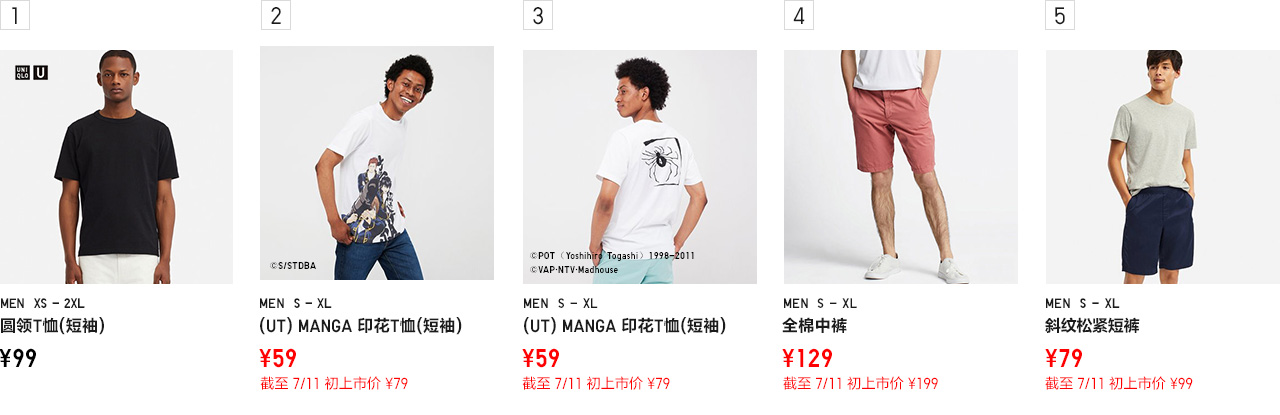 1
2
3
4
5
UNI QLO U
©S/STDBA
©POT（Yoshihiro Togashi）1998-2011
©VAP·NTV·Madhouse
MEN XS - 2XL
圆领T恤(短袖)
¥99
MEN S - XL
(UT) MANGA 印花T恤(短袖)
¥59
截至 7/11 初上市价 ¥79
MEN S - XL
(UT) MANGA 印花T恤(短袖)
¥59
截至 7/11 初上市价 ¥79
MEN S - XL
全棉中裤
¥129
截至 7/11 初上市价 ¥199
MEN S - XL
斜纹松紧短裤
¥79
截至 7/11 初上市价 ¥99